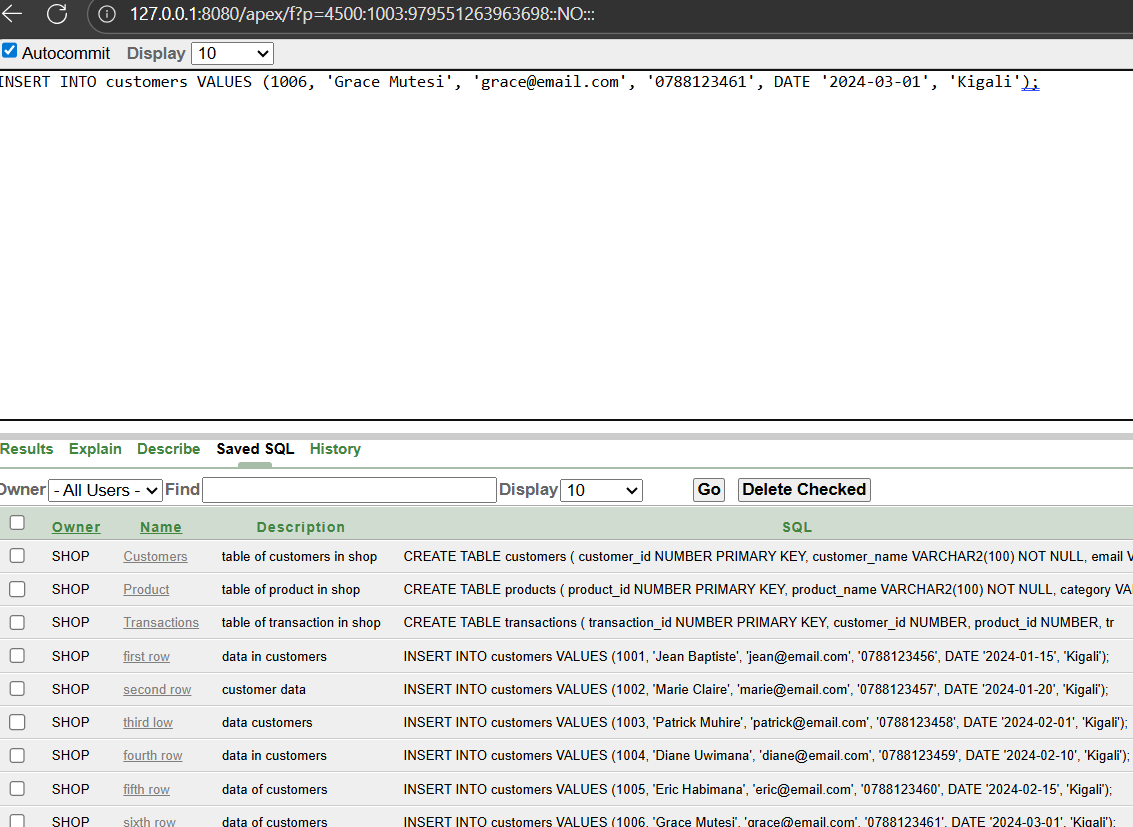 127.0.0.1:8080/apex/f?p=4500:1003:979551263963698::NO:::
Autocommit Display 10
INSERT INTO customers VALUES (1006, 'Grace Mutesi', 'grace@email.com', '0788123461', DATE '2024-03-01', 'Kigali');
Results Explain Describe Saved SQL History
Owner - All Users - Find Display 10 Go Delete Checked
Owner Name Description SQL
SHOP Customers table of customers in shop CREATE TABLE customers ( customer_id NUMBER PRIMARY KEY, customer_name VARCHAR2(100) NOT NULL, email V
SHOP Product table of product in shop CREATE TABLE products ( product_id NUMBER PRIMARY KEY, product_name VARCHAR2(100) NOT NULL, category VA
SHOP Transactions table of transaction in shop CREATE TABLE transactions ( transaction_id NUMBER PRIMARY KEY, customer_id NUMBER, product_id NUMBER, tr
SHOP first row data in customers INSERT INTO customers VALUES (1001, 'Jean Baptiste', 'jean@email.com', '0788123456', DATE '2024-01-15', 'Kigali');
SHOP second row customer data INSERT INTO customers VALUES (1002, 'Marie Claire', 'marie@email.com', '0788123457', DATE '2024-01-20', 'Kigali');
SHOP third low data customers INSERT INTO customers VALUES (1003, 'Patrick Muhire', 'patrick@email.com', '0788123458', DATE '2024-02-01', 'Kigali');
SHOP fourth row data in customers INSERT INTO customers VALUES (1004, 'Diane Uwimana', 'diane@email.com', '0788123459', DATE '2024-02-10', 'Kigali');
SHOP fifth row data of customers INSERT INTO customers VALUES (1005, 'Eric Habimana', 'eric@email.com', '0788123460', DATE '2024-02-15', 'Kigali');
SHOP sixth row data of customers INSERT INTO customers VALUES (1006, 'Grace Mutesi', 'grace@email.com', '0788123461', DATE '2024-03-01', 'Kigali');